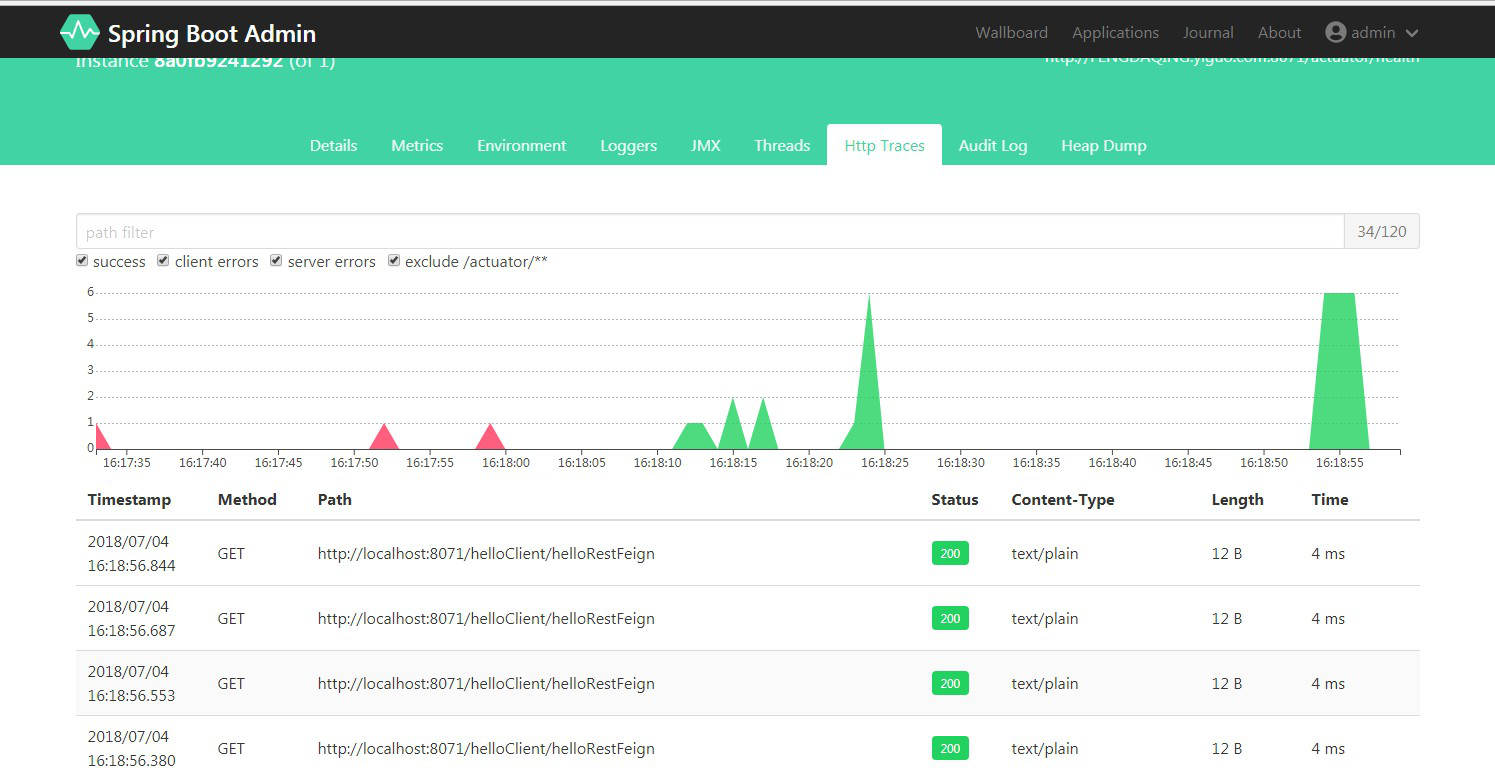 Spring Boot Admin
Wallboard Applications Journal About admin
Instance 8a0fb9241292 (of 1)
http://FENGDAQING.yiguo.com:8071/actuator/health
Details Metrics Environment Loggers JMX Threads Http Traces Audit Log Heap Dump
path filter 34/120
success client errors server errors exclude /actuator/**
6
5
4
3
2
1
0
16:17:35 16:17:40 16:17:45 16:17:50 16:17:55 16:18:00 16:18:05 16:18:10 16:18:15 16:18:20 16:18:25 16:18:30 16:18:35 16:18:40 16:18:45 16:18:50 16:18:55
Timestamp Method Path Status Content-Type Length Time
2018/07/04
16:18:56.844 GET http://localhost:8071/helloClient/helloRestFeign 200 text/plain 12 B 4 ms
2018/07/04
16:18:56.687 GET http://localhost:8071/helloClient/helloRestFeign 200 text/plain 12 B 4 ms
2018/07/04
16:18:56.553 GET http://localhost:8071/helloClient/helloRestFeign 200 text/plain 12 B 4 ms
2018/07/04
16:18:56.380 GET http://localhost:8071/helloClient/helloRestFeign 200 text/plain 12 B 4 ms